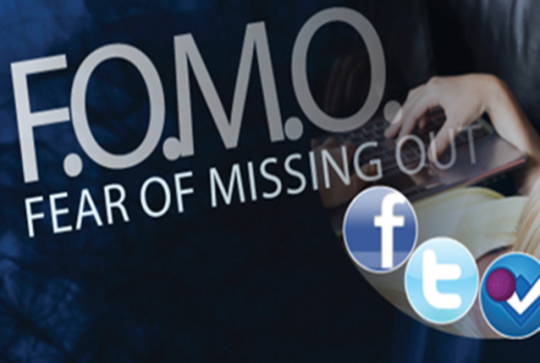 F.O.M.O.
FEAR OF MISSING OUT
f
t